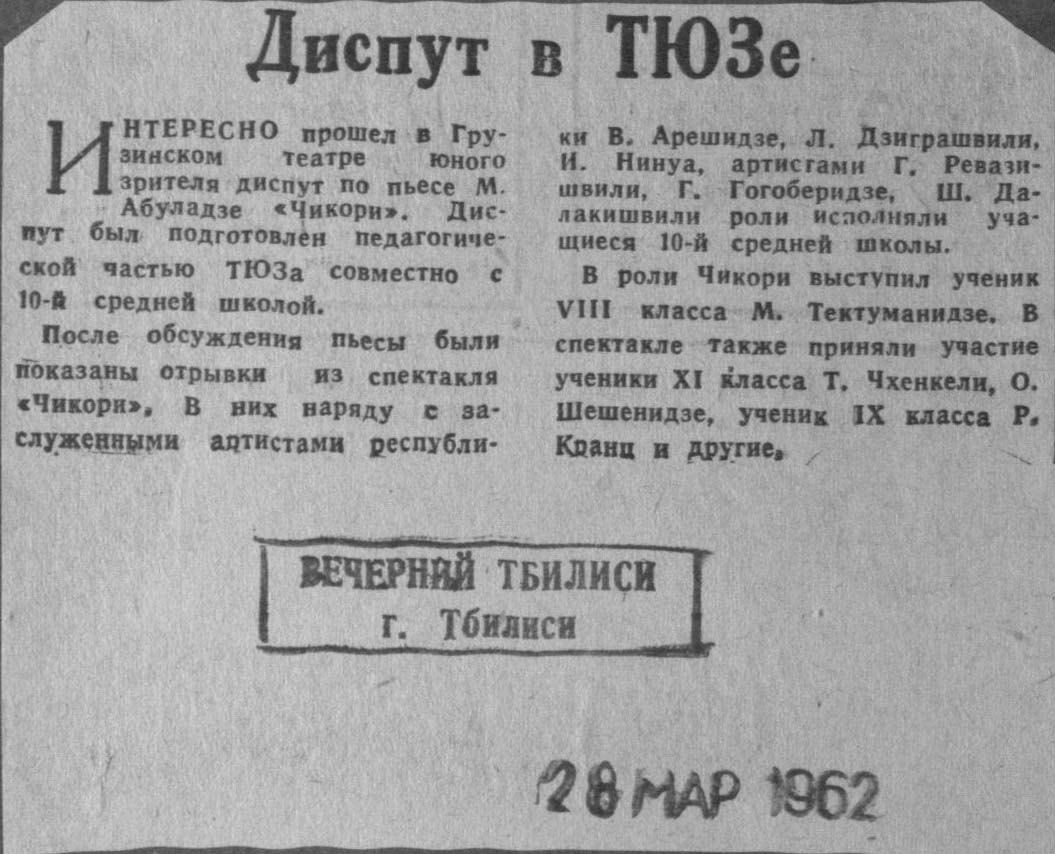 Диспут в ТЮЗе
ИНТЕРЕСНО прошел в Гру-
зинском театре юного
зрителя диспут по пьесе М.
Абуладзе «Чикори». Дис-
пут был подготовлен педагогиче-
ской частью ТЮЗа совместно с
10-й средней школой.
После обсуждения пьесы были
показаны отрывки из спектакля
«Чикори». В них наряду с за-
служенными артистами республи-
ки В. Арешидзе, Л. Дзиграшвили,
И. Нинуа, артистами Г. Ревази-
швили, Г. Гогоберидзе, Ш. Да-
лакишвили роли исполняли уча-
щиеся 10-й средней школы.
В роли Чикори выступил ученик
VIII класса М. Тектуманидзе. В
спектакле также приняли участие
ученики XI класса Т. Чхенкели, О.
Шешенидзе, ученик IX класса Р.
Кранц и другие.
ВЕЧЕРНИЙ ТБИЛИСИ
г. Тбилиси
28 МАР 1962